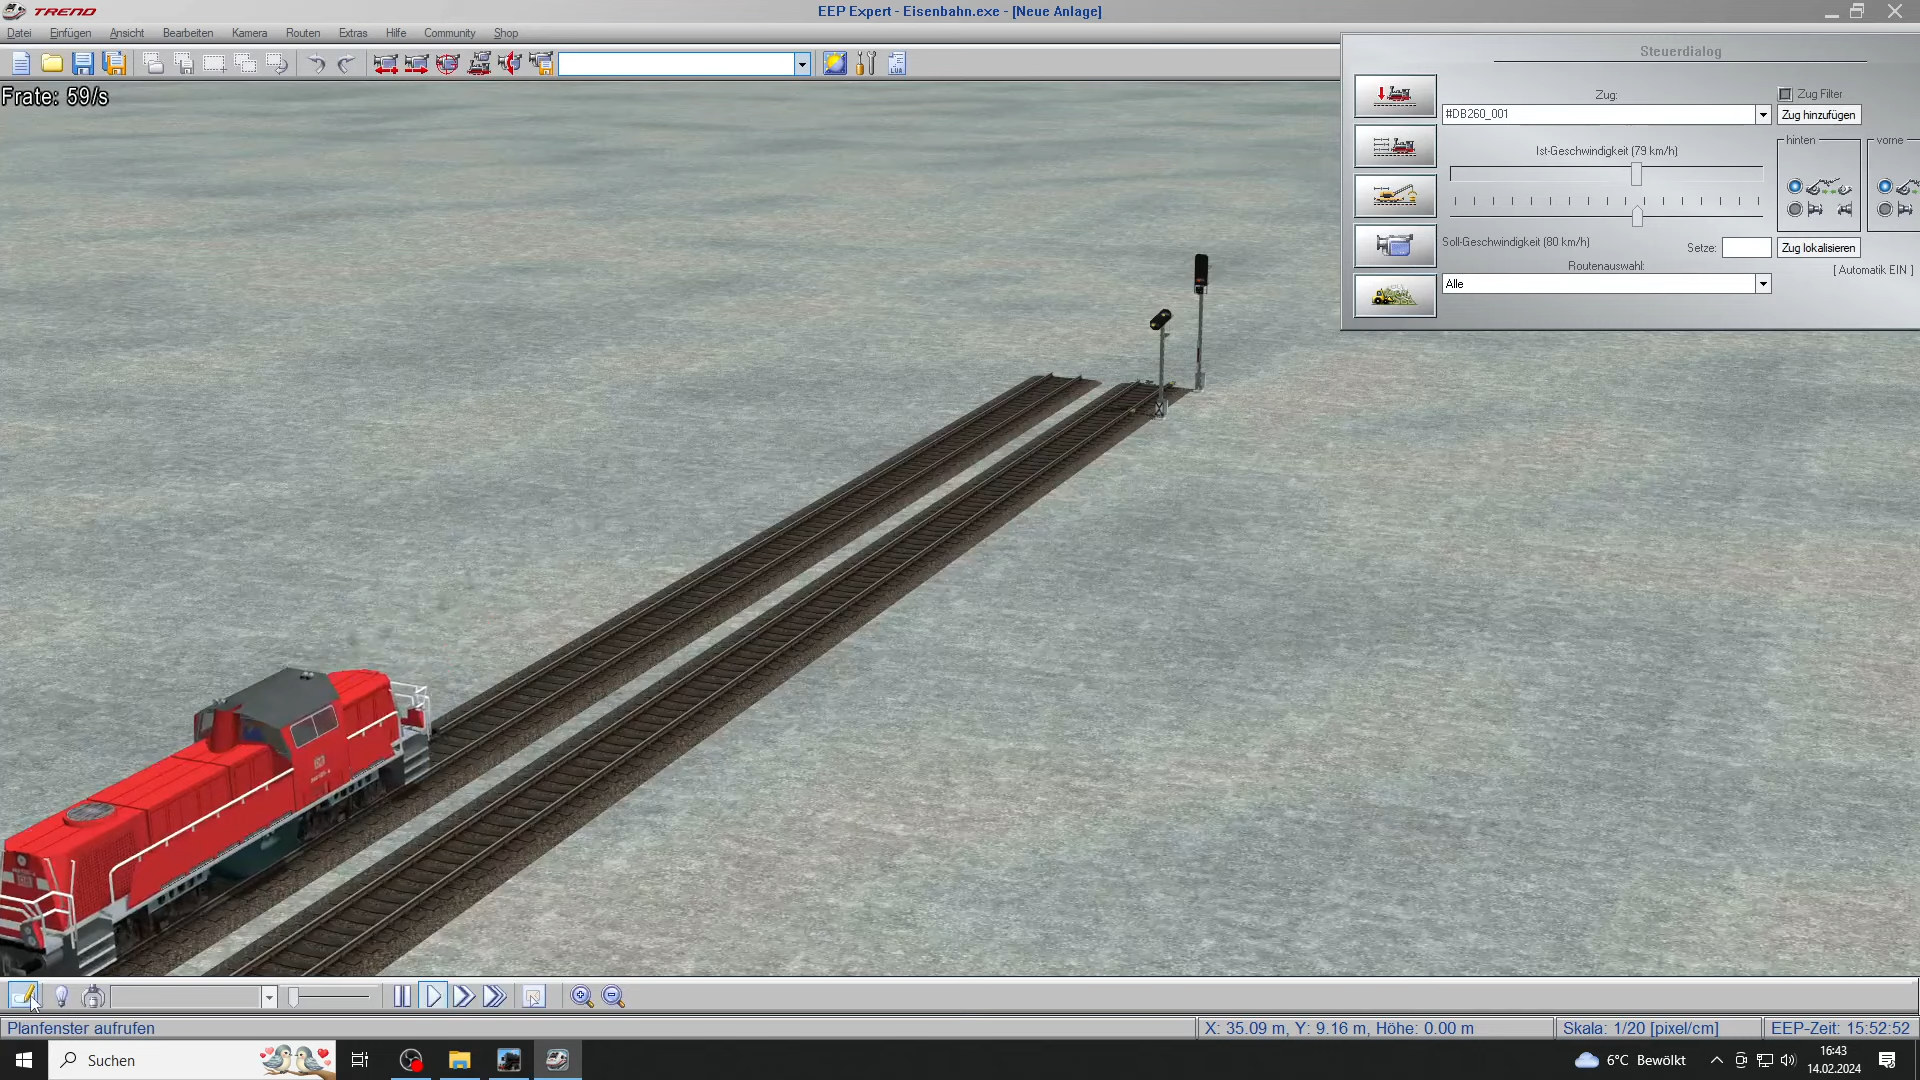 TREND
EEP Expert - Eisenbahn.exe - [Neue Anlage]
Datei Einfügen Ansicht Bearbeiten Kamera Routen Extras Hilfe Community Shop
Frate: 59/s
Steuerdialog
Zug:
Zug Filter
#DB260_001
Zug hinzufügen
Ist-Geschwindigkeit (79 km/h)
hinten
vorne
Soll-Geschwindigkeit (80 km/h)
Setze:
Zug lokalisieren
Routenauswahl:
[ Automatik EIN ]
Alle
LUA
Planfenster aufrufen
X: 35.09 m, Y: 9.16 m, Höhe: 0.00 m
Skala: 1/20 [pixel/cm]
EEP-Zeit: 15:52:52
Suchen
6°C Bewölkt
16:43
14.02.2024